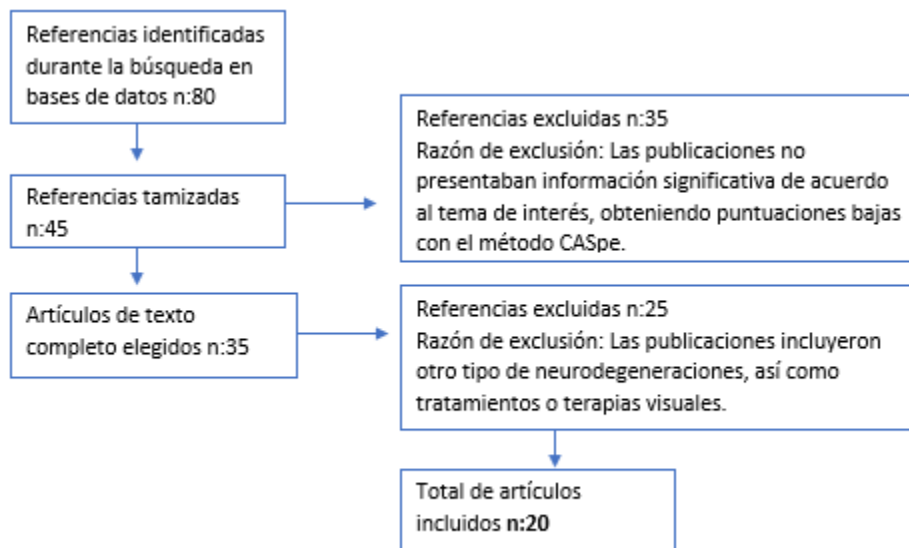 Referencias identificadas
durante la búsqueda en
bases de datos n:80
Referencias excluidas n:35
Razón de exclusión: Las publicaciones no
presentaban información significativa de acuerdo
al tema de interés, obteniendo puntuaciones bajas
con el método CASpe.
Referencias tamizadas
n:45
Artículos de texto
completo elegidos n:35
Referencias excluidas n:25
Razón de exclusión: Las publicaciones incluyeron
otro tipo de neurodegeneraciones, así como
tratamientos o terapias visuales.
Total de artículos
incluidos n:20